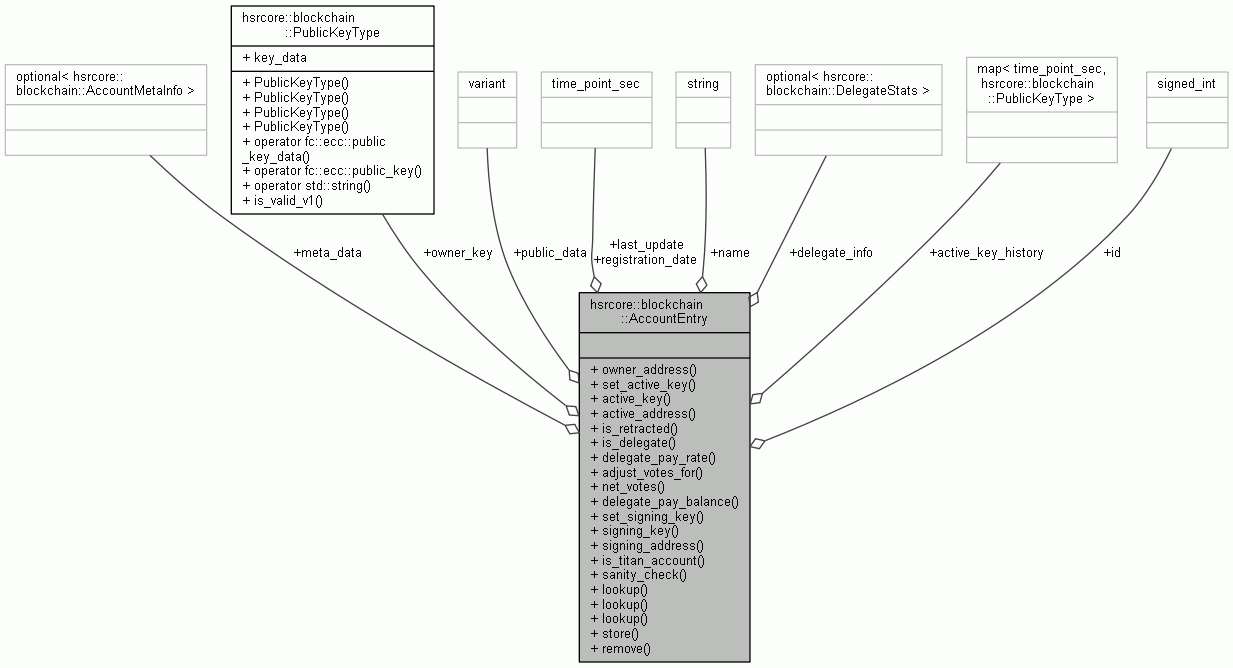 hsrcore::blockchain
::PublicKeyType
+ key_data
+ PublicKeyType()
+ PublicKeyType()
+ PublicKeyType()
+ PublicKeyType()
+ operator fc::ecc::public
_key_data()
+ operator fc::ecc::public_key()
+ operator std::string()
+ is_valid_v1()
optional< hsrcore::
blockchain::AccountMetaInfo >
variant
time_point_sec
string
optional< hsrcore::
blockchain::DelegateStats >
map< time_point_sec,
hsrcore::blockchain
::PublicKeyType >
signed_int
+meta_data
+owner_key
+public_data
+last_update
+registration_date
+name
+delegate_info
+active_key_history
+id
hsrcore::blockchain
::AccountEntry
+ owner_address()
+ set_active_key()
+ active_key()
+ active_address()
+ is_retracted()
+ is_delegate()
+ delegate_pay_rate()
+ adjust_votes_for()
+ net_votes()
+ delegate_pay_balance()
+ set_signing_key()
+ signing_key()
+ signing_address()
+ is_titan_account()
+ sanity_check()
+ lookup()
+ lookup()
+ lookup()
+ store()
+ remove()